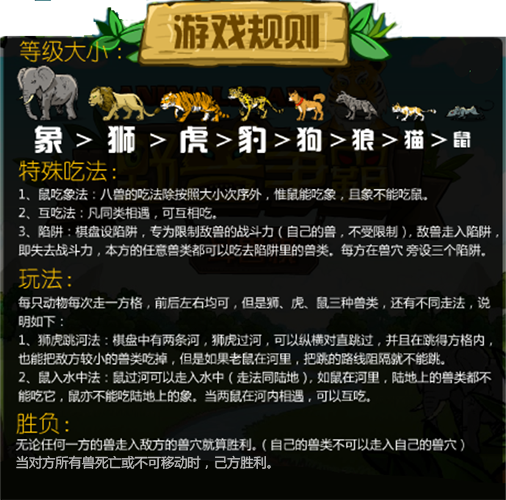 游戏规则
等级大小：
象 > 狮 > 虎 > 豹 > 狗 > 狼 > 猫 > 鼠
特殊吃法：
1、鼠吃象法：八兽的吃法除按照大小次序外，惟鼠能吃象，且象不能吃鼠。
2、互吃法：凡同类相遇，可互相吃。
3、陷阱：棋盘设陷阱，专为限制敌兽的战斗力（自己的兽，不受限制），敌兽走入陷阱，
即失去战斗力，本方的任意兽类都可以吃去陷阱里的兽类。每方在兽穴 旁设三个陷阱。
玩法：
每只动物每次走一方格，前后左右均可，但是狮、虎、鼠三种兽类，还有不同走法，说
明如下：
1、狮虎跳河法：棋盘中有两条河，狮虎过河，可以纵横对直跳过，并且在跳得方格内，
也能把敌方较小的兽类吃掉，但是如果老鼠在河里，把跳的路线阻隔就不能跳。
2、鼠入水中法：鼠过河可以走入水中（走法同陆地），如鼠在河里，陆地上的兽类都不
能吃它，鼠亦不能吃陆地上的象。当两鼠在河内相遇，可以互吃。
胜负：
无论任何一方的兽走入敌方的兽穴就算胜利。（自己的兽类不可以走入自己的兽穴）
当对方所有兽死亡或不可移动时，己方胜利。